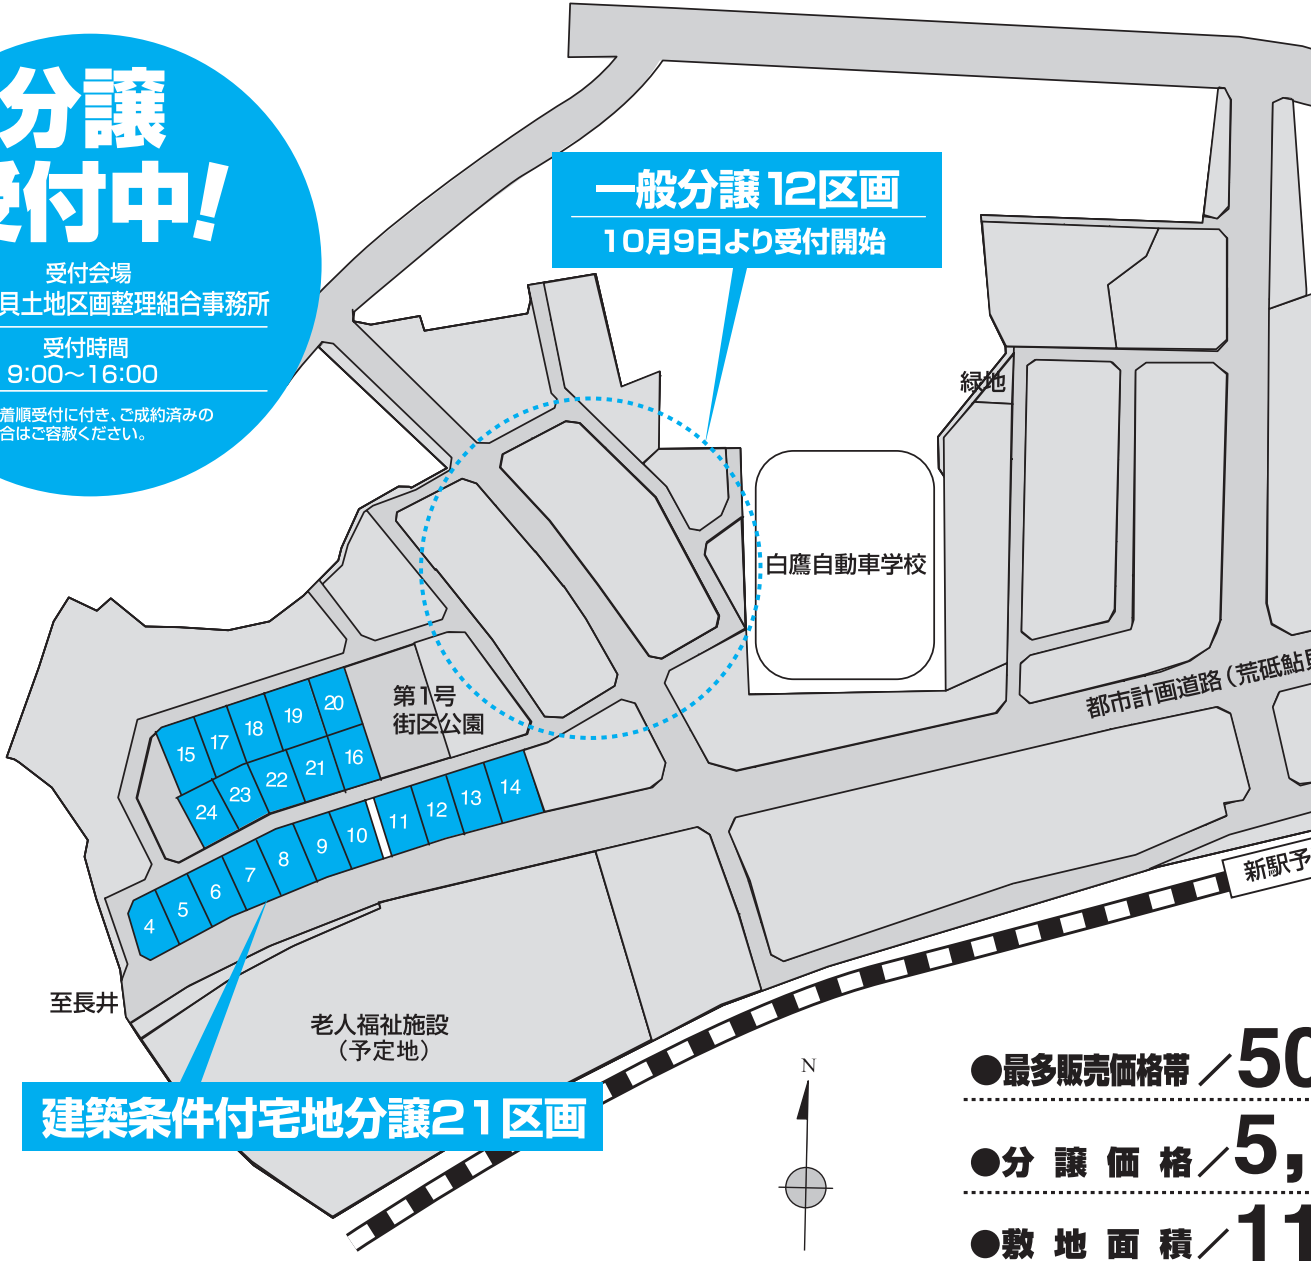 分譲
受付中!
受付会場
貝土地区画整理組合事務所
受付時間
9:00～16:00
着順受付に付き、ご成約済みの
合はご容赦ください。
一般分譲12区画
10月9日より受付開始
緑地
白鷹自動車学校
都市計画道路(荒砥鮎貝
第1号
街区公園
20
19
18
17
15
16
21
22
23
24
14
13
12
11
10
9
8
7
6
5
4
新駅予
至長井
老人福祉施設
(予定地)
建築条件付宅地分譲21区画
N
●最多販売価格帯/50
●分譲価格/5,
●敷地面積/11